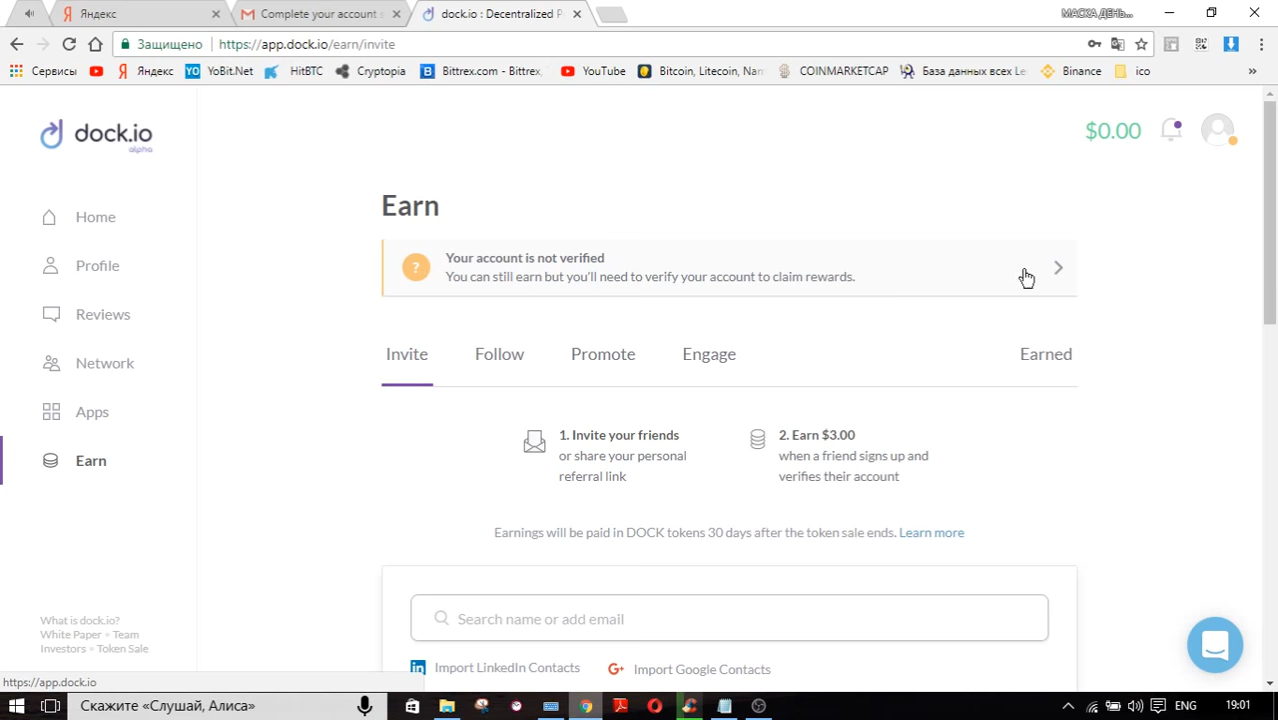 Яндекс
Complete your account s
dock.io : Decentralized P
МАСКА ДЕНЬ...
Защищено
https://app.dock.io/earn/invite
Сервисы
Яндекс
YO YoBit.Net
HitBTC
Cryptopia
Bittrex.com - Bittrex,
YouTube
Bitcoin, Litecoin, Nam
COINMARKETCAP
База данных всех Le
Binance
ico
»
dock.io
alpha
$0.00
Home
Profile
Reviews
Network
Apps
Earn
Earn
?
Your account is not verified
You can still earn but you'll need to verify your account to claim rewards.
Invite
Follow
Promote
Engage
Earned
1. Invite your friends
or share your personal
referral link
2. Earn $3.00
when a friend signs up and
verifies their account
Earnings will be paid in DOCK tokens 30 days after the token sale ends. Learn more
Search name or add email
in Import LinkedIn Contacts
G+ Import Google Contacts
What is dock.io?
White Paper • Team
Investors • Token Sale
https://app.dock.io
Скажите «Слушай, Алиса»
ENG
19:01